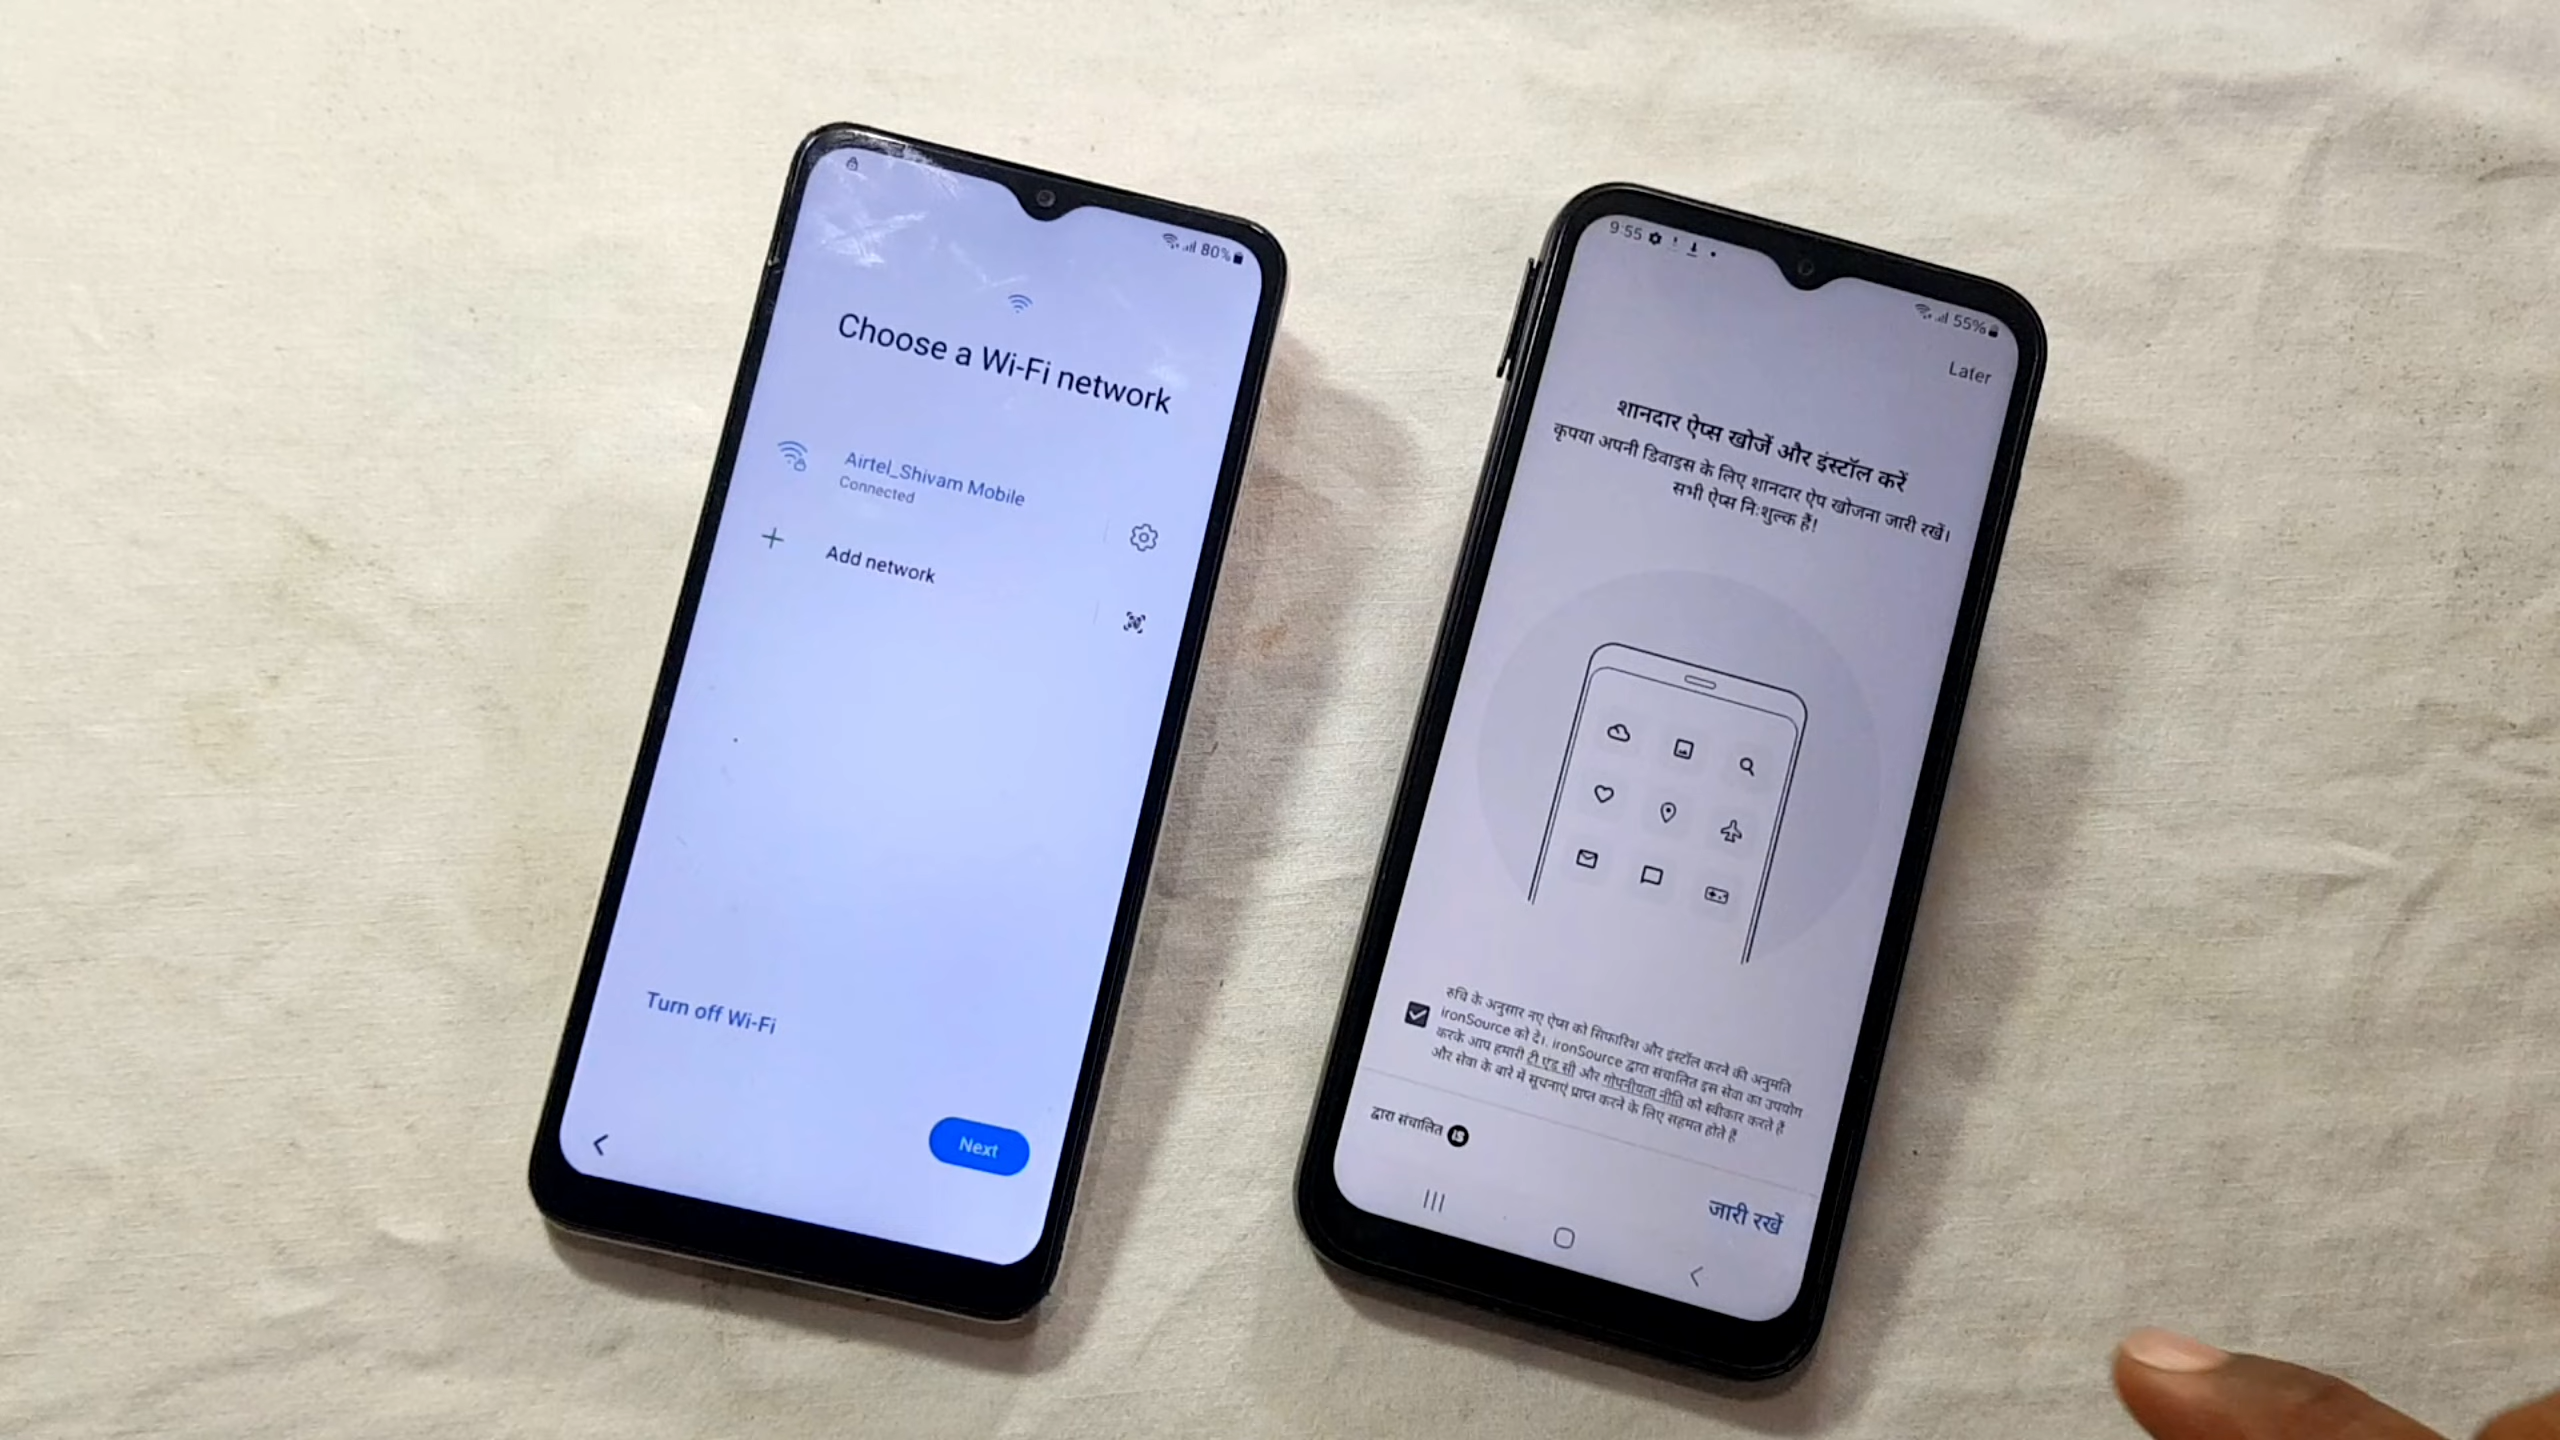 80%
Choose a Wi-Fi network
Airtel_Shivam Mobile
Connected
Add network
Turn off Wi-Fi
Next
9:55
55%
Later
शानदार ऐप्स खोजें और इंस्टॉल करें
कृपया अपनी डिवाइस के लिए शानदार ऐप खोजना जारी रखें।
सभी ऐप्स निःशुल्क हैं!
रुचि के अनुसार नए ऐप्स को सिफारिश और इंस्टॉल करने की अनुमति
ironSource को दें. ironSource द्वारा संचालित इस सेवा का उपयोग
करके आप हमारी टी एंड सी और गोपनीयता नीति को स्वीकार करते हैं
और सेवा के बारे में सूचनाएं प्राप्त करने के लिए सहमत होते हैं
द्वारा संचालित iS
जारी रखें